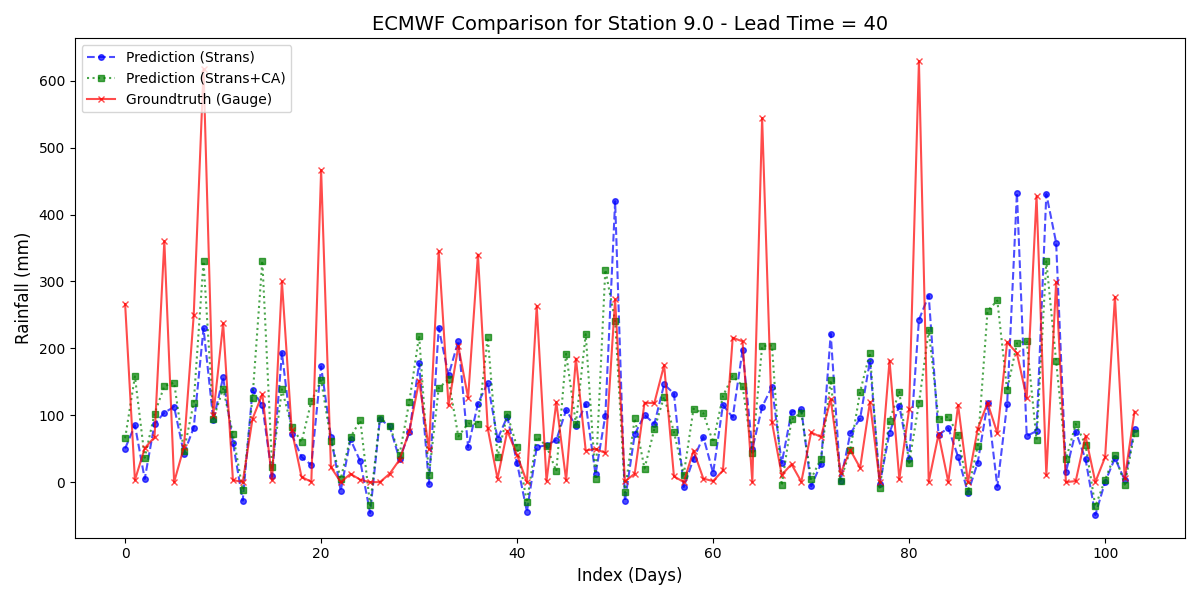 ECMWF Comparison for Station 9.0 - Lead Time = 40
Prediction (Strans)
Prediction (Strans+CA)
Groundtruth (Gauge)
Rainfall (mm)
600
500
400
300
200
100
0
0 20 40 60 80 100
Index (Days)